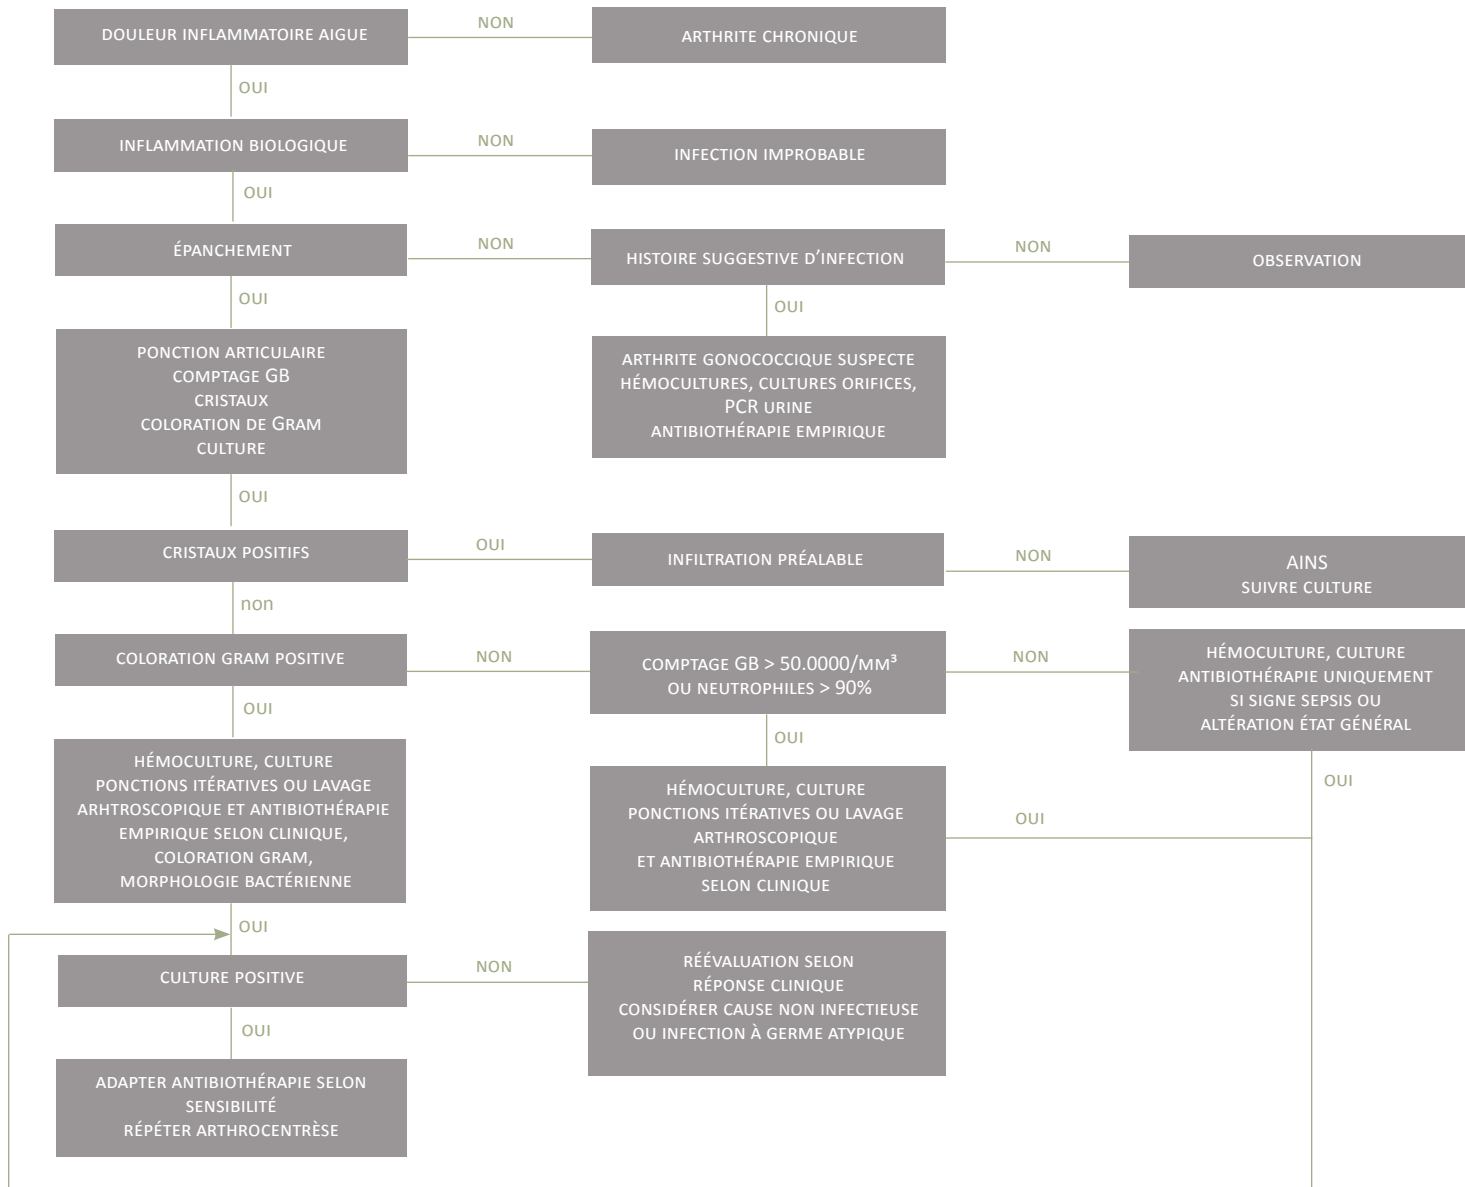 DOULEUR INFLAMMATOIRE AIGUE
NON
ARTHRITE CHRONIQUE
OUI
INFLAMMATION BIOLOGIQUE
NON
INFECTION IMPROBABLE
OUI
ÉPANCHEMENT
NON
HISTOIRE SUGGESTIVE D'INFECTION
NON
OBSERVATION
OUI
OUI
PONCTION ARTICULAIRE
COMPTAGE GB
CRISTAUX
COLORATION DE GRAM
CULTURE
ARTHRITE GONOCOCCIQUE SUSPECTE
HÉMOCULTURES, CULTURES ORIFICES,
PCR URINE
ANTIBIOTHÉRAPIE EMPIRIQUE
OUI
CRISTAUX POSITIFS
OUI
INFILTRATION PRÉALABLE
NON
AINS
SUIVRE CULTURE
non
COLORATION GRAM POSITIVE
NON
COMPTAGE GB > 50.0000/MM³
OU NEUTROPHILES > 90%
NON
HÉMOCULTURE, CULTURE
ANTIBIOTHÉRAPIE UNIQUEMENT
SI SIGNE SEPSIS OU
ALTÉRATION ÉTAT GÉNÉRAL
OUI
OUI
OUI
HÉMOCULTURE, CULTURE
PONCTIONS ITÉRATIVES OU LAVAGE
ARHTROSCOPIQUE ET ANTIBIOTHÉRAPIE
EMPIRIQUE SELON CLINIQUE,
COLORATION GRAM,
MORPHOLOGIE BACTÉRIENNE
HÉMOCULTURE, CULTURE
PONCTIONS ITÉRATIVES OU LAVAGE
ARTHROSCOPIQUE
ET ANTIBIOTHÉRAPIE EMPIRIQUE
SELON CLINIQUE
OUI
OUI
CULTURE POSITIVE
NON
RÉÉVALUATION SELON
RÉPONSE CLINIQUE
CONSIDÉRER CAUSE NON INFECTIEUSE
OU INFECTION À GERME ATYPIQUE
OUI
ADAPTER ANTIBIOTHÉRAPIE SELON
SENSIBILITÉ
RÉPÉTER ARTHROCENTRÈSE